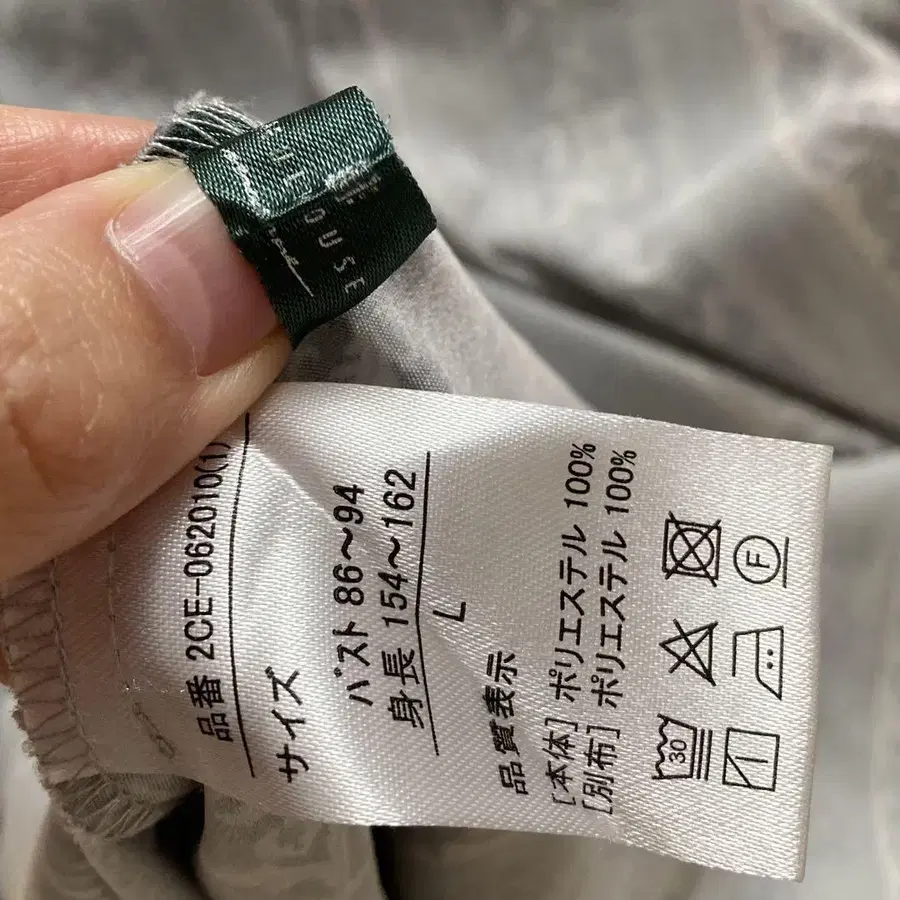 HE
OUSE
品番 2CE-062010(1)
サイズ
バスト 86～94
身長 154～162
L
品質表示
[本体] ポリエステル 100%
[別布] ポリエステル 100%
30
F